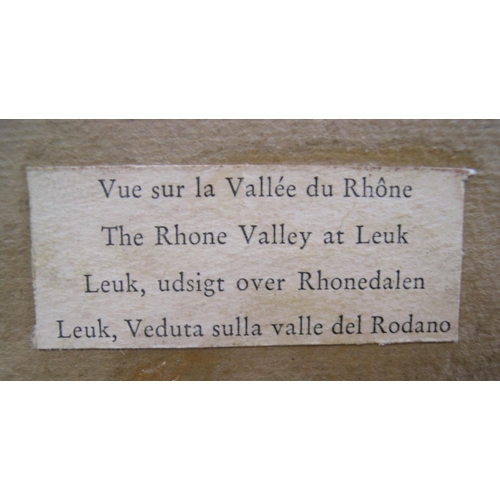 Vue sur la Vallée du Rhône
The Rhone Valley at Leuk
Leuk, udsigt over Rhonedalen
Leuk, Veduta sulla valle del Rodano